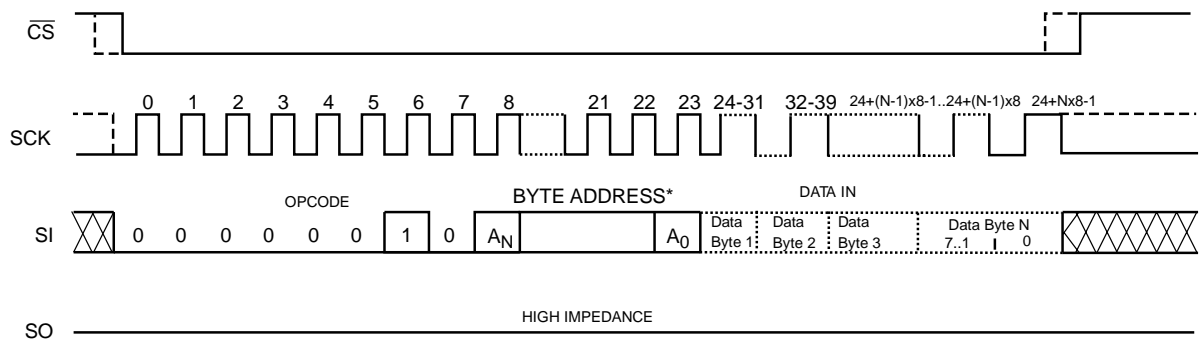 CS
SCK 0 1 2 3 4 5 6 7 8 21 22 23 24-31 32-39 24+(N-1)x8-1..24+(N-1)x8 24+Nx8-1
OPCODE BYTE ADDRESS* DATA IN
SI 0 0 0 0 0 0 1 0 AN A0 Data Byte 1 Data Byte 2 Data Byte 3 Data Byte N
7..1 0
SO HIGH IMPEDANCE